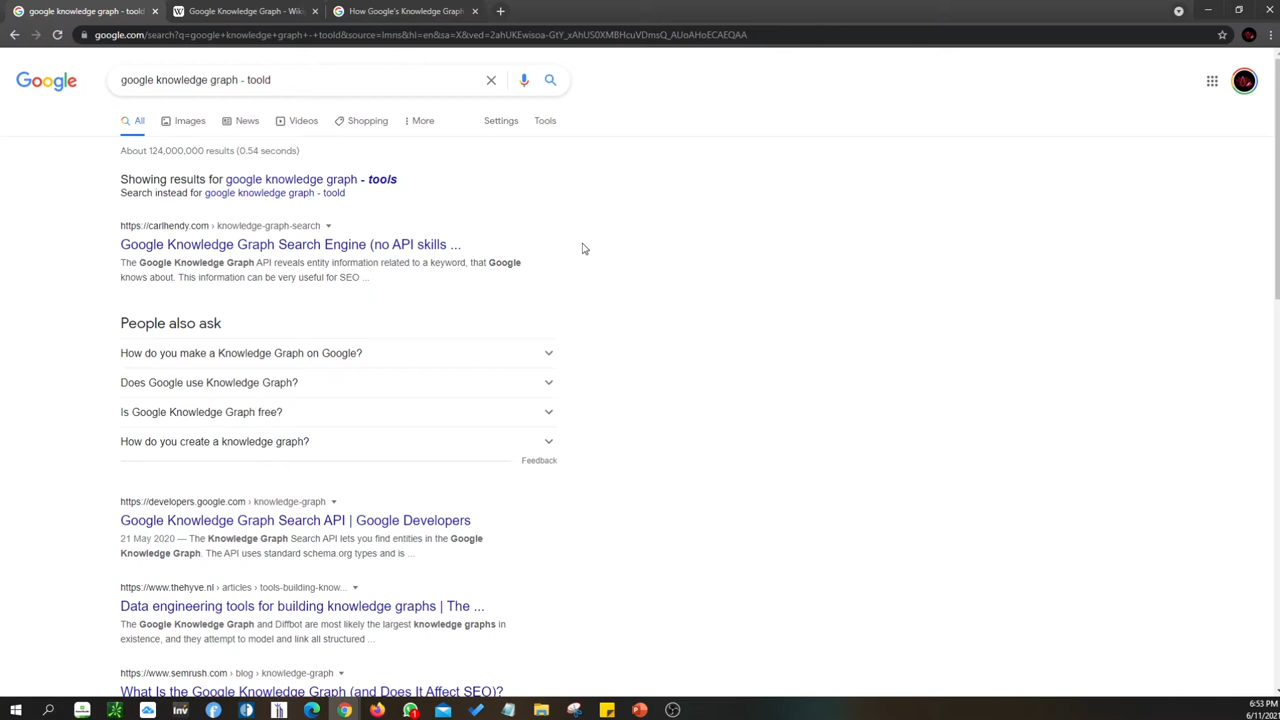 google knowledge graph - toold
Google Knowledge Graph - Wiki
How Google's Knowledge Graph
google.com/search?q=google+knowledge+graph+-+toold&source=lmns&hl=en&sa=X&ved=2ahUKEwisoa-GtY_xAhUS0XMBHcuVDmsQ_AUoAHoECAEQAA
Google
google knowledge graph - toold
All
Images
News
Videos
Shopping
More
Settings
Tools
About 124,000,000 results (0.54 seconds)
Showing results for google knowledge graph - tools
Search instead for google knowledge graph - toold
https://carlhendy.com › knowledge-graph-search
Google Knowledge Graph Search Engine (no API skills ...
The Google Knowledge Graph API reveals entity information related to a keyword, that Google
knows about. This information can be very useful for SEO ...
People also ask
How do you make a Knowledge Graph on Google?
Does Google use Knowledge Graph?
Is Google Knowledge Graph free?
How do you create a knowledge graph?
Feedback
https://developers.google.com › knowledge-graph
Google Knowledge Graph Search API | Google Developers
21 May 2020 — The Knowledge Graph Search API lets you find entities in the Google
Knowledge Graph. The API uses standard schema.org types and is ...
https://www.thehyve.nl › articles › tools-building-know...
Data engineering tools for building knowledge graphs | The ...
The Google Knowledge Graph and Diffbot are most likely the largest knowledge graphs in
existence, and they attempt to model and link all structured ...
https://www.semrush.com › blog › knowledge-graph
What Is the Google Knowledge Graph (and Does It Affect SEO)?
inv
6:53 PM
6/11/202